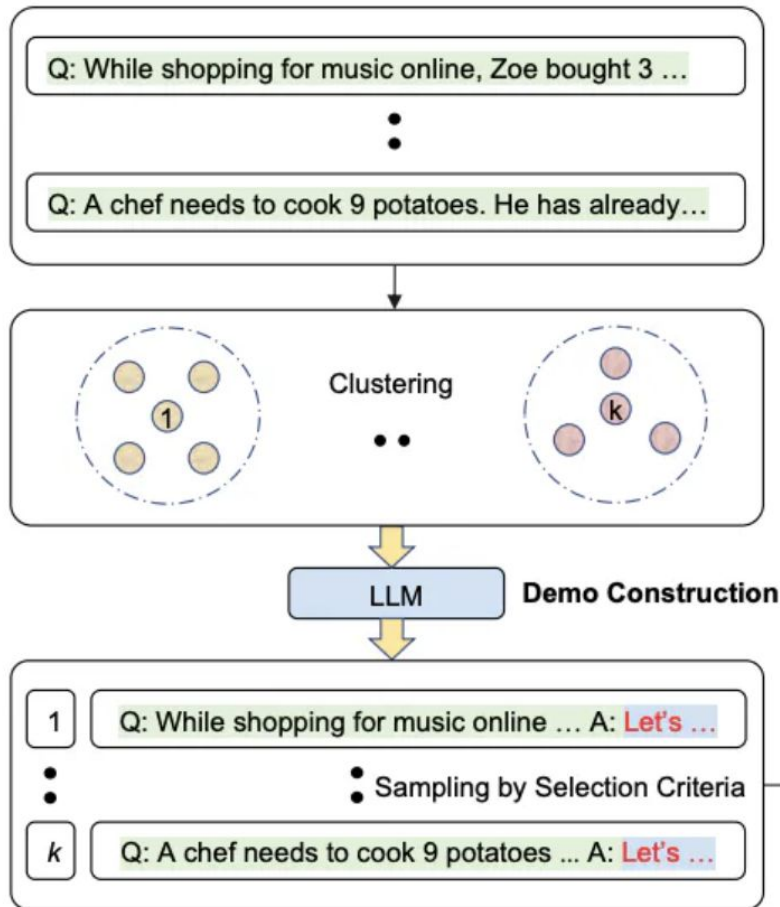 Q: While shopping for music online, Zoe bought 3 ...
Q: A chef needs to cook 9 potatoes. He has already...
Clustering
1
k
LLM
Demo Construction
1
Q: While shopping for music online ... A: Let's ...
Sampling by Selection Criteria
k
Q: A chef needs to cook 9 potatoes ... A: Let's ...